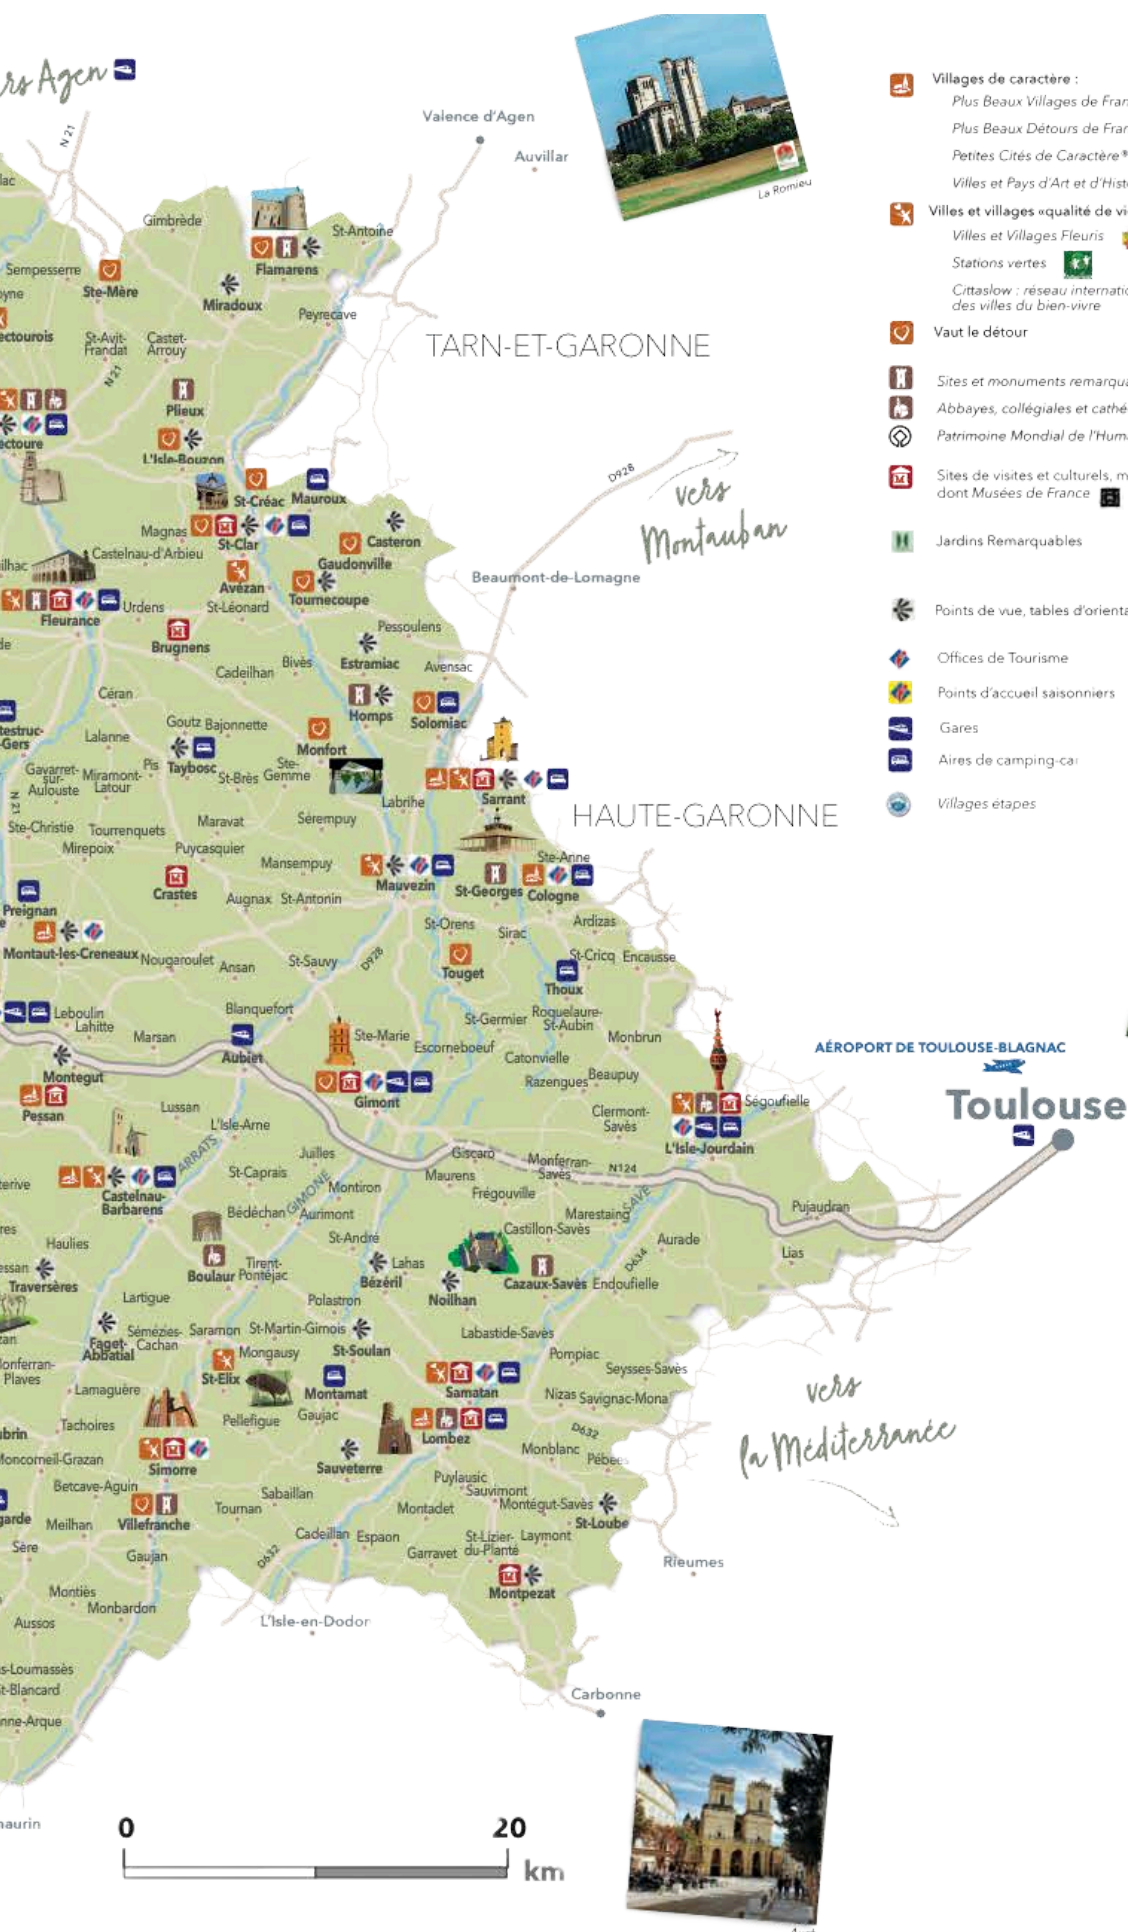 Agen
N 21
Valence d'Agen
Auvillar
La Romieu
Villages de caractère :
Plus Beaux Villages de
Plus Beaux Détours de
Petites Cités de Caractère®
Villes et Pays d'Art et
Villes et villages «qualité de
Villes et Villages Fleuris
Stations vertes
Cittaslow : réseau
des villes du bien-vivre
Vaut le détour
Sites et monuments
Abbayes, collégiales et
Patrimoine Mondial de
Sites de visites et culturels,
dont Musées de France
Jardins Remarquables
Points de vue, tables
Offices de Tourisme
Points d'accueil saisonniers
Gares
Aires de camping-car
Villages étapes
Gimbrède
St-Antoine
Flamarens
Sempesserre
Ste-Mère
Miradoux
Peyrecave
St-Avit-
Frandat
Castet-
Arrouy
N 21
TARN-ET-GARONNE
Plieux
L'Isle-Bouzon
St-Créac
Mauroux
D928
vers
Montauban
Magnas
St-Clar
Casteron
Castelnau-d'Arbieu
Gaudonville
Avézan
Tournecoupe
Beaumont-de-Lomagne
Urdens
St-Léonard
Fleurance
Pessoulens
Brugnens
Cadeilhan
Bivès
Estramiac
Avensac
Céran
Homps
Solomiac
Goutz
Bajonnette
Lalanne
Monfort
Pis
Taybosc
St-Brès
Ste-
Gemme
Gavarret-
sur-
Aulouste
Miramont-
Latour
N 21
Labrihe
Sarrant
HAUTE-GARONNE
Ste-Christie
Tourrenquets
Maravat
Sérempuy
Mirepoix
Puycasquier
Mansempuy
Mauvezin
Ste-Anne
St-Georges
Cologne
Crastes
Augnax
St-Antonin
Preignan
St-Orens
Sirac
Ardizas
Montaut-les-Creneaux
Nougaroulet
Ansan
St-Sauvy
D928
Touget
St-Cricq
Encausse
Thoux
Leboulin
Lahitte
Marsan
Blanquefort
Aubiet
Ste-Marie
St-Germier
Roquelaure-
St-Aubin
Escorneboeuf
Catonvielle
Monbrun
AÉROPORT DE TOULOUSE-BLAGNAC
Toulouse
Montegut
Pessan
Gimont
Razengues
Beaupuy
Clermont-
Savès
Ségoufielle
L'Isle-Jourdain
Lussan
L'Isle-Arne
ARRATS
Juilles
Giscaro
Maurens
Monferran-
Savès
N124
St-Caprais
GIMONE
Montiron
Frégouville
Castelnau-
Barbarens
Bédéchan
Aurimont
Marestaing
SAVE
Pujaudran
Castillon-Savès
Haulies
St-André
Aurade
Lias
Boulaur
Tirent-
Pontéjac
Lahas
Bézéril
Noilhan
Cazaux-Savès
Endoufielle
D634
Traversères
Lartigue
Polastron
Faget-
Abbatial
Sémézies-
Cachan
Saramon
St-Martin-Gimois
St-Soulan
Labastide-Savès
Mongausy
St-Elix
Montamat
Pompiac
Seysses-Savès
Plaves
Lamaguère
Samatan
Nizas
Savignac-Mona
Pellefigue
Gaujac
Lombez
D632
Tachoires
Monblanc
Simorre
Sauveterre
Betcave-Aguin
Puylausic
Sauvimont
Montégut-Savès
St-Loube
Villefranche
Tournan
Sabaillan
Montadet
Meilhan
Cadeillan
Espaon
St-Lizier-
du-Planté
Laymont
Garravet
Sère
Gaujan
D632
Rieumes
Montpezat
Montiès
Monbardon
Aussos
L'Isle-en-Dodon
Carbonne
vers
la Méditerranée
0
20
km